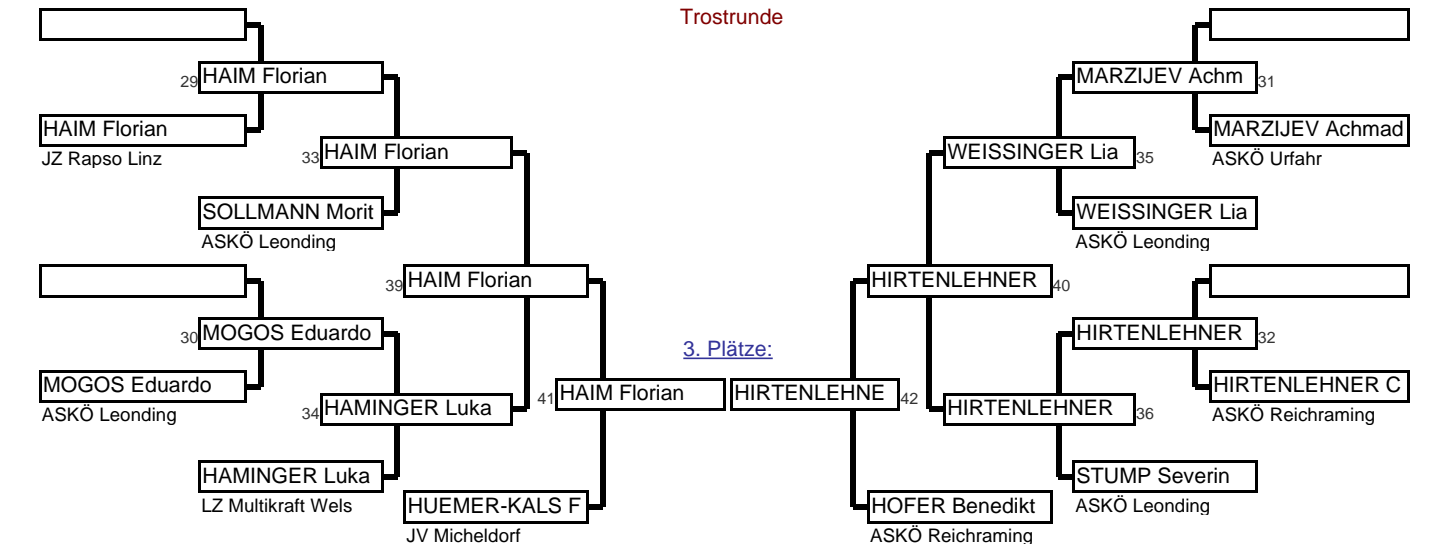 Trostrunde
29 HAIM Florian
HAIM Florian
JZ Rapso Linz
33 HAIM Florian
SOLLMANN Morit
ASKÖ Leonding
39 HAIM Florian
30 MOGOS Eduardo
MOGOS Eduardo
ASKÖ Leonding
34 HAMINGER Luka
HAMINGER Luka
LZ Multikraft Wels
41 HAIM Florian
HUEMER-KALS F
JV Micheldorf
3. Plätze:
MARZIJEV Achm 31
MARZIJEV Achmad
ASKÖ Urfahr
WEISSINGER Lia 35
WEISSINGER Lia
ASKÖ Leonding
HIRTENLEHNER 40
HIRTENLEHNER 32
HIRTENLEHNER C
ASKÖ Reichraming
HIRTENLEHNE 42
HIRTENLEHNER 36
STUMP Severin
ASKÖ Leonding
HOFER Benedikt
ASKÖ Reichraming